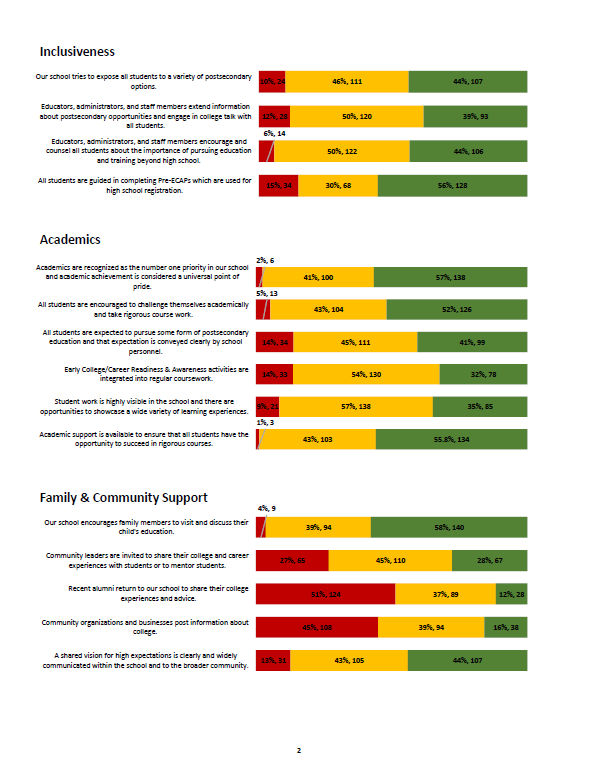 Inclusiveness
Our school tries to expose all students to a variety of postsecondary
options.
10%, 24 46%, 111 44%, 107
Educators, administrators, and staff members extend information
about postsecondary opportunities and engage in college talk with
all students.
12%, 28 50%, 120 39%, 93
6%, 14
Educators, administrators, and staff members encourage and
counsel all students about the importance of pursuing education
and training beyond high school.
50%, 122 44%, 106
All students are guided in completing Pre-ECAPs which are used for
high school registration.
15%, 34 30%, 68 56%, 128
Academics
2%, 6
Academics are recognized as the number one priority in our school
and academic achievement is considered a universal point of
pride.
41%, 100 57%, 138
5%, 13
All students are encouraged to challenge themselves academically
and take rigorous course work.
43%, 104 52%, 126
All students are expected to pursue some form of postsecondary
education and that expectation is conveyed clearly by school
personnel.
14%, 34 45%, 111 41%, 99
Early College/Career Readiness & Awareness activities are
integrated into regular coursework.
14%, 33 54%, 130 32%, 78
Student work is highly visible in the school and there are
opportunities to showcase a wide variety of learning experiences.
9%, 21 57%, 138 35%, 85
1%, 3
Academic support is available to ensure that all students have the
opportunity to succeed in rigorous courses.
43%, 103 55.8%, 134
Family & Community Support
4%, 9
Our school encourages family members to visit and discuss their
child's education.
39%, 94 58%, 140
Community leaders are invited to share their college and career
experiences with students or to mentor students.
27%, 65 45%, 110 28%, 67
Recent alumni return to our school to share their college
experiences and advice.
51%, 124 37%, 89 12%, 28
Community organizations and businesses post information about
college.
39%, 94 16%, 38
A shared vision for high expectations is clearly and widely
communicated within the school and to the broader community.
13%, 31 43%, 105 44%, 107
2